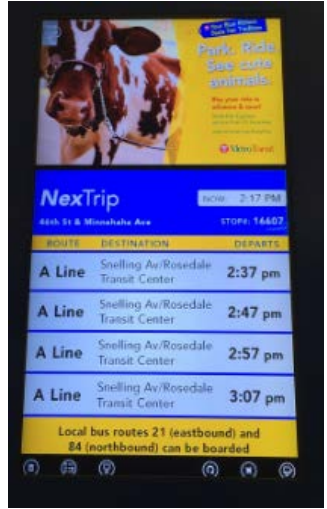 Park. Ride
See cute
animals.
MetroTransit
NexTrip
NOW: 2:17 PM
46th St & Minnehaha Ave
STOP#: 16607
ROUTE DESTINATION DEPARTS
A Line Snelling Av/Rosedale 2:37 pm
Transit Center
A Line Snelling Av/Rosedale 2:47 pm
Transit Center
A Line Snelling Av/Rosedale 2:57 pm
Transit Center
A Line Snelling Av/Rosedale 3:07 pm
Transit Center
Local bus routes 21 (eastbound) and
84 (northbound) can be boarded